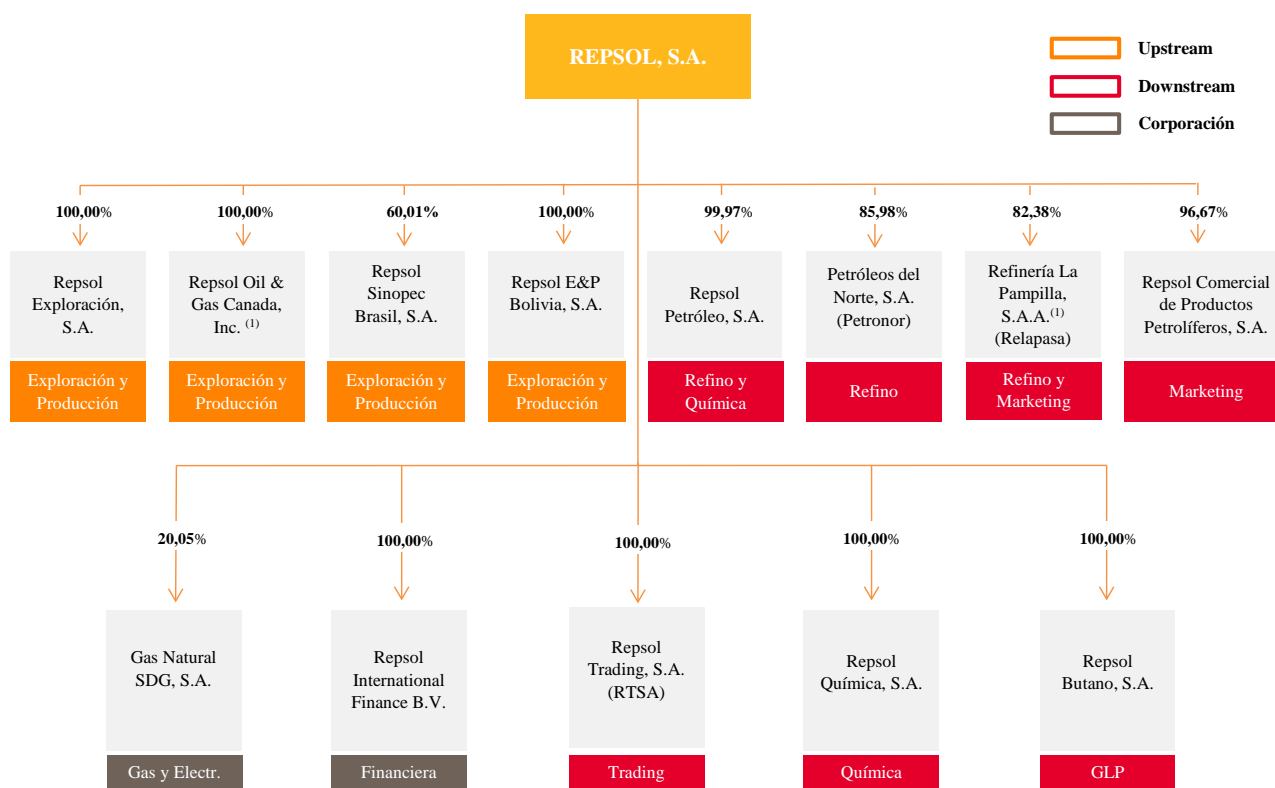 REPSOL, S.A.
Upstream
Downstream
Corporación
100,00%
100,00%
60,01%
100,00%
99,97%
85,98%
82,38%
96,67%
Repsol
Exploración,
S.A.
Exploración y
Producción
Repsol Oil &
Gas Canada,
Inc. (1)
Exploración y
Producción
Repsol
Sinopec
Brasil, S.A.
Exploración y
Producción
Repsol E&P
Bolivia, S.A.
Exploración y
Producción
Repsol
Petróleo, S.A.
Refino y
Química
Petróleos del
Norte, S.A.
(Petronor)
Refino
Refinería La
Pampilla,
S.A.A.(1)
(Relapasa)
Refino y
Marketing
Repsol Comercial
de Productos
Petrolíferos, S.A.
Marketing
20,05%
100,00%
100,00%
100,00%
100,00%
Gas Natural
SDG, S.A.
Gas y Electr.
Repsol
International
Finance B.V.
Financiera
Repsol
Trading, S.A.
(RTSA)
Trading
Repsol
Química, S.A.
Química
Repsol
Butano, S.A.
GLP